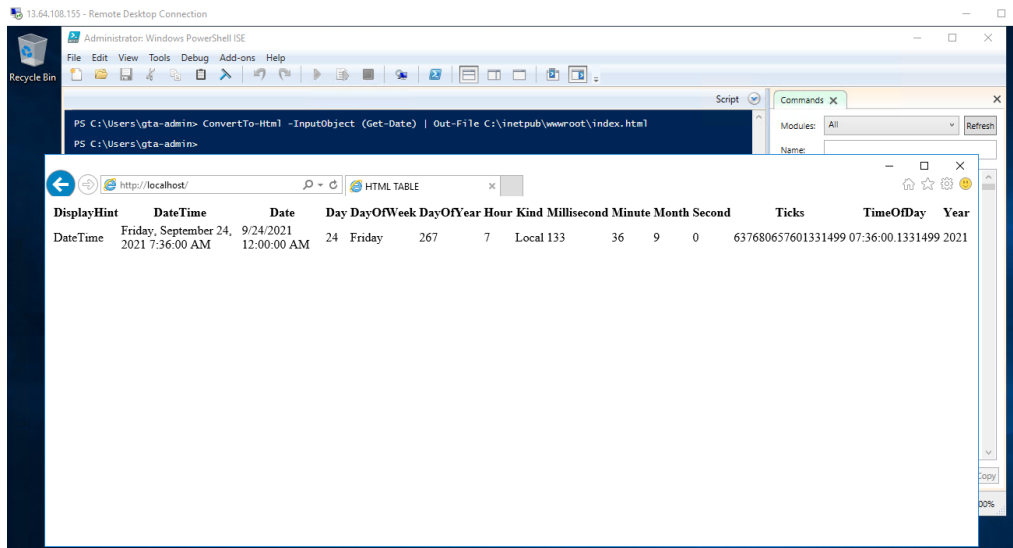 13.64.108.155 - Remote Desktop Connection
Recycle Bin
Administrator: Windows PowerShell ISE
File Edit View Tools Debug Add-ons Help
Script
Commands
PS C:\Users\gta-admin> ConvertTo-Html -InputObject (Get-Date) | Out-File C:\inetpub\wwwroot\index.html
PS C:\Users\gta-admin>
Modules: All Refresh
Name:
http://localhost/
HTML TABLE
DisplayHint DateTime Date Day DayOfWeek DayOfYear Hour Kind Millisecond Minute Month Second Ticks TimeOfDay Year
DateTime Friday, September 24, 2021 7:36:00 AM 9/24/2021 12:00:00 AM 24 Friday 267 7 Local 133 36 9 0 637680657601331499 07:36:00.1331499 2021
Copy
00%